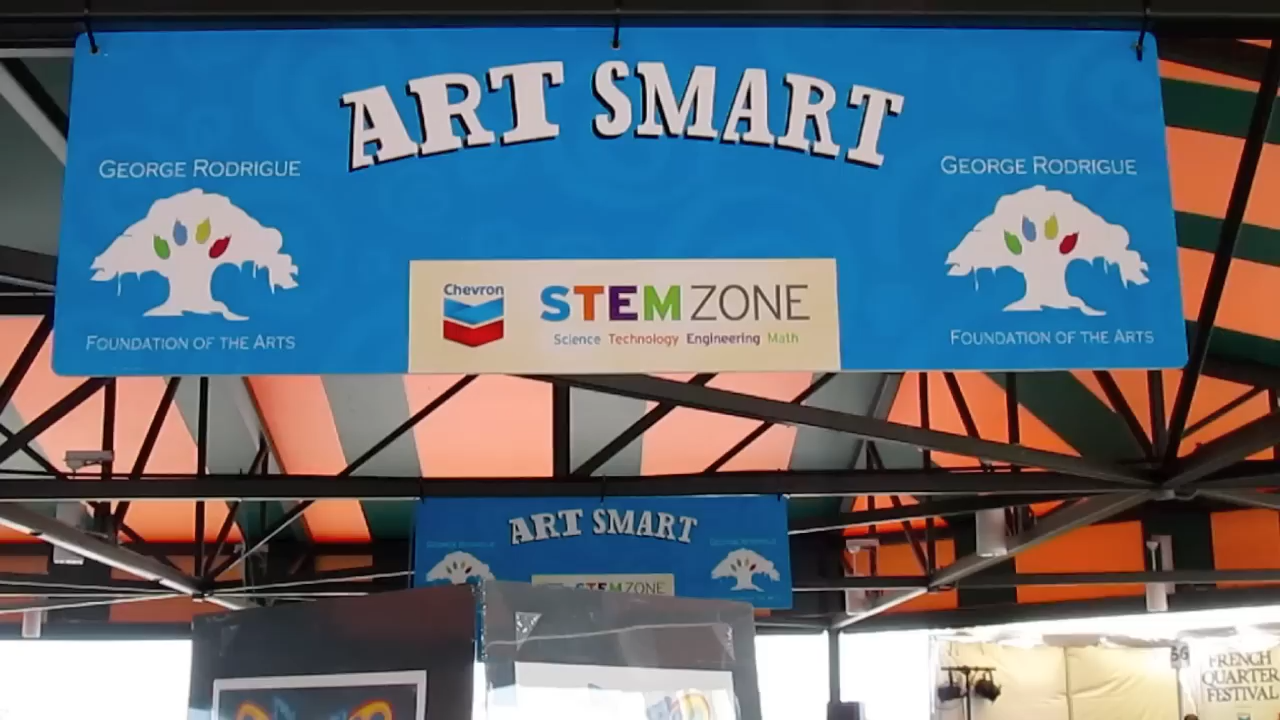 ART SMART
GEORGE RODRIGUE
GEORGE RODRIGUE
FOUNDATION OF THE ARTS
FOUNDATION OF THE ARTS
Chevron
STEM ZONE
Science Technology Engineering Math
ART SMART
STEM ZONE
FRENCH
QUARTER
FESTIVAL